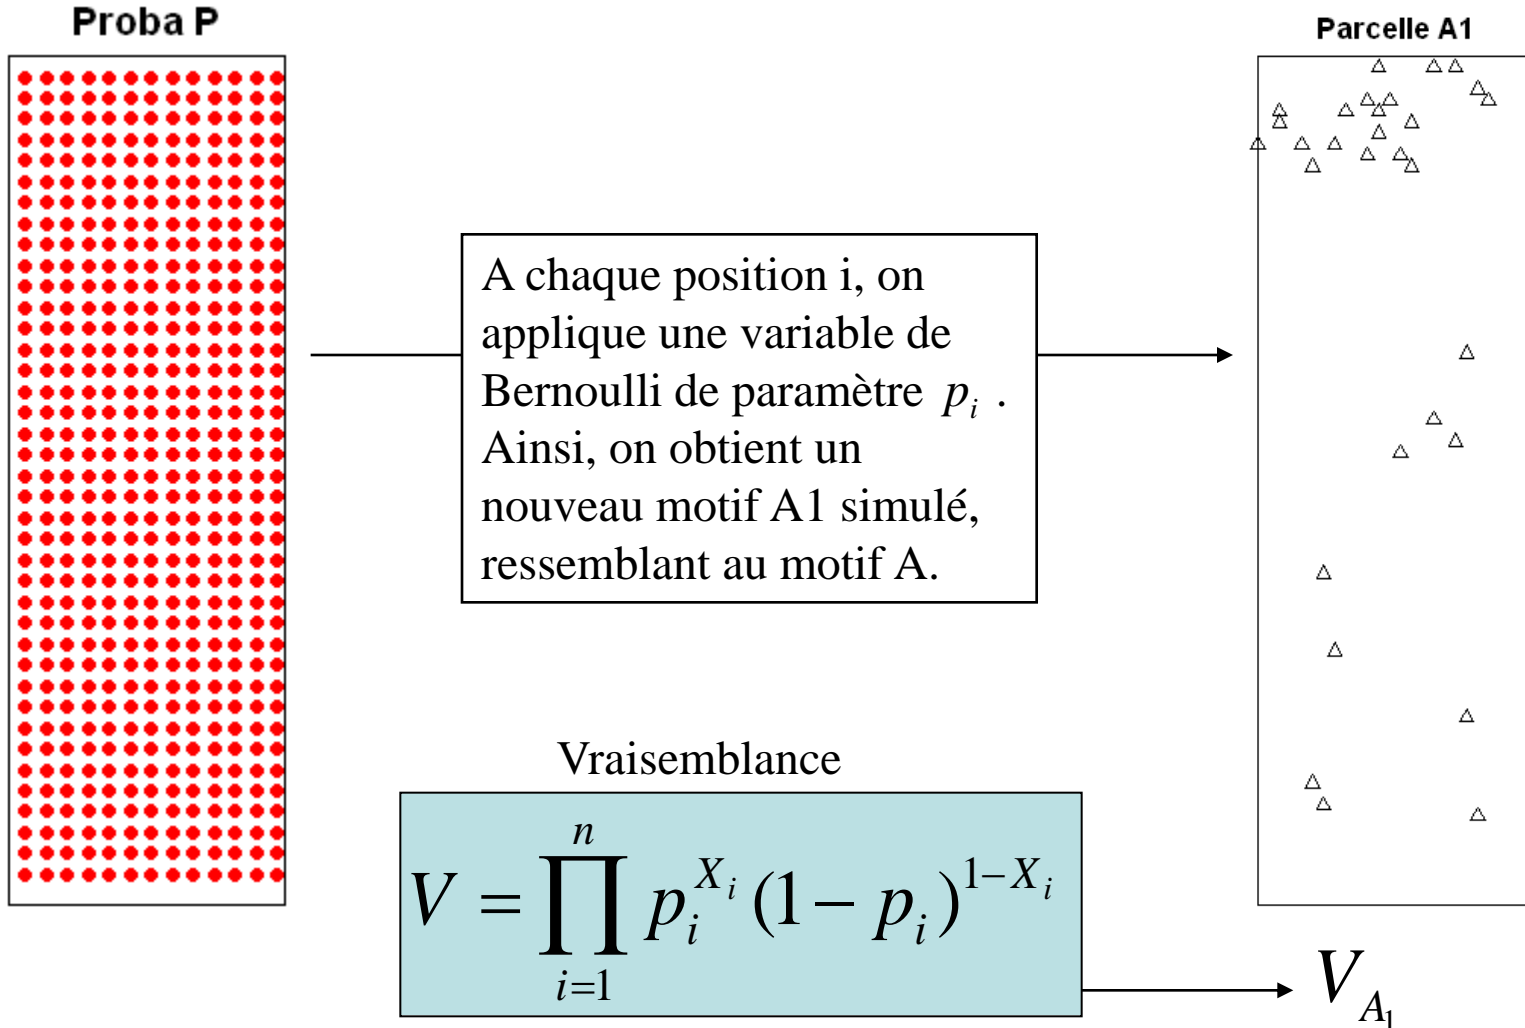 Proba P
Parcelle A1
A chaque position i, on
applique une variable de
Bernoulli de paramètre p_i .
Ainsi, on obtient un
nouveau motif A1 simulé,
ressemblant au motif A.
Vraisemblance
V = ∏_{i=1}^{n} p_i^{X_i} (1 − p_i)^{1−X_i}
V_{A_1}